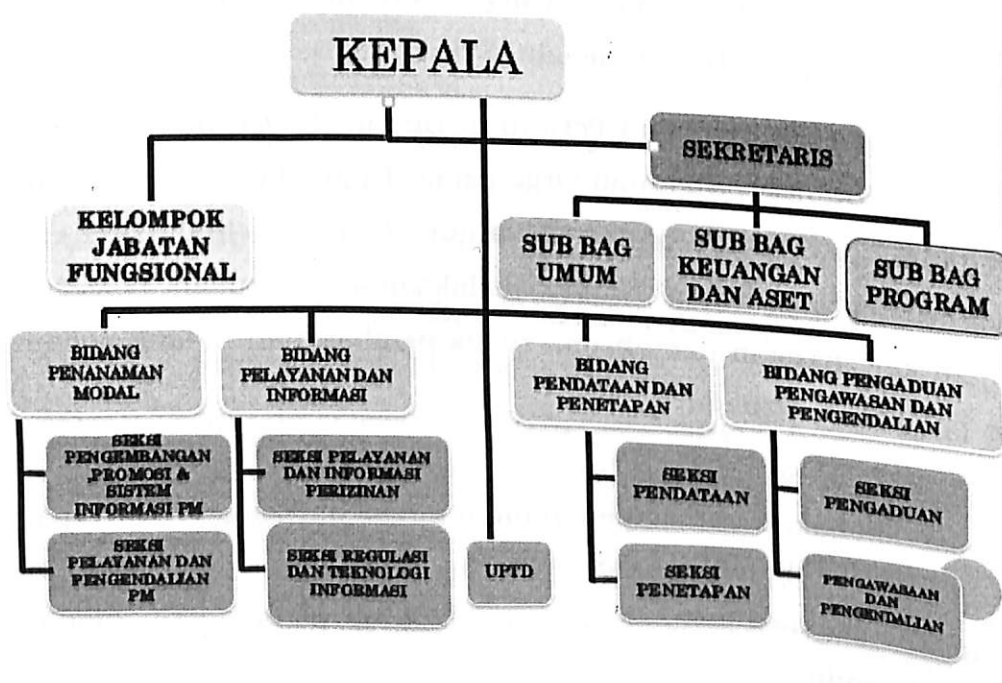 KEPALA
SEKRETARIS
KELOMPOK
JABATAN
FUNGSIONAL
SUB BAG
UMUM
SUB BAG
KEUANGAN
DAN ASET
SUB BAG
PROGRAM
BIDANG
PENANAMAN
MODAL
BIDANG
PELAYANAN DAN
INFORMASI
BIDANG
PENDATAAN DAN
PENETAPAN
BIDANG PENGADUAN
PENGAWASAN DAN
PENGENDALIAN
SEKSI
PENGEMBANGAN
,PROMOSI &
SISTEM
INFORMASI PM
SEKSI PELAYANAN
DAN INFORMASI
PERIZINAN
SEKSI
PENDATAAN
SEKSI
PENGADUAN
SEKSI
PELAYANAN DAN
PENGENDALIAN
PM
SEKSI REGULASI
DAN TEKNOLOGI
INFORMASI
UPTD
SEKSI
PENETAPAN
PENGAWASAAN
DAN
PENGENDALIAN